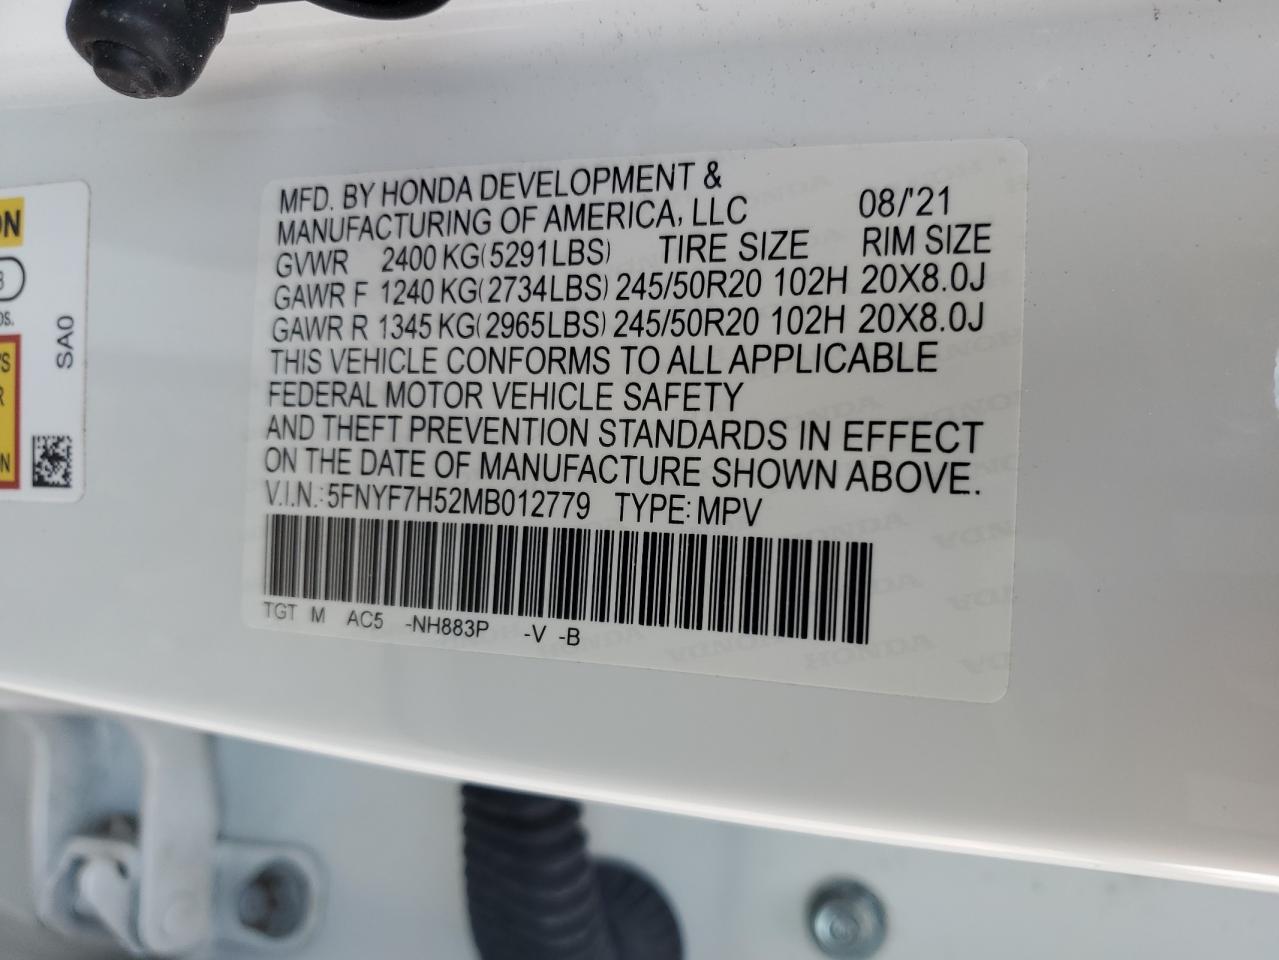 MFD. BY HONDA DEVELOPMENT &
MANUFACTURING OF AMERICA, LLC 08/'21
GVWR 2400 KG(5291LBS) TIRE SIZE RIM SIZE
GAWR F 1240 KG(2734LBS) 245/50R20 102H 20X8.0J
GAWR R 1345 KG(2965LBS) 245/50R20 102H 20X8.0J
THIS VEHICLE CONFORMS TO ALL APPLICABLE
FEDERAL MOTOR VEHICLE SAFETY
AND THEFT PREVENTION STANDARDS IN EFFECT
ON THE DATE OF MANUFACTURE SHOWN ABOVE.
V.I.N.: 5FNYF7H52MB012779 TYPE: MPV
TGT M AC5 -NH883P -V -B
SA0